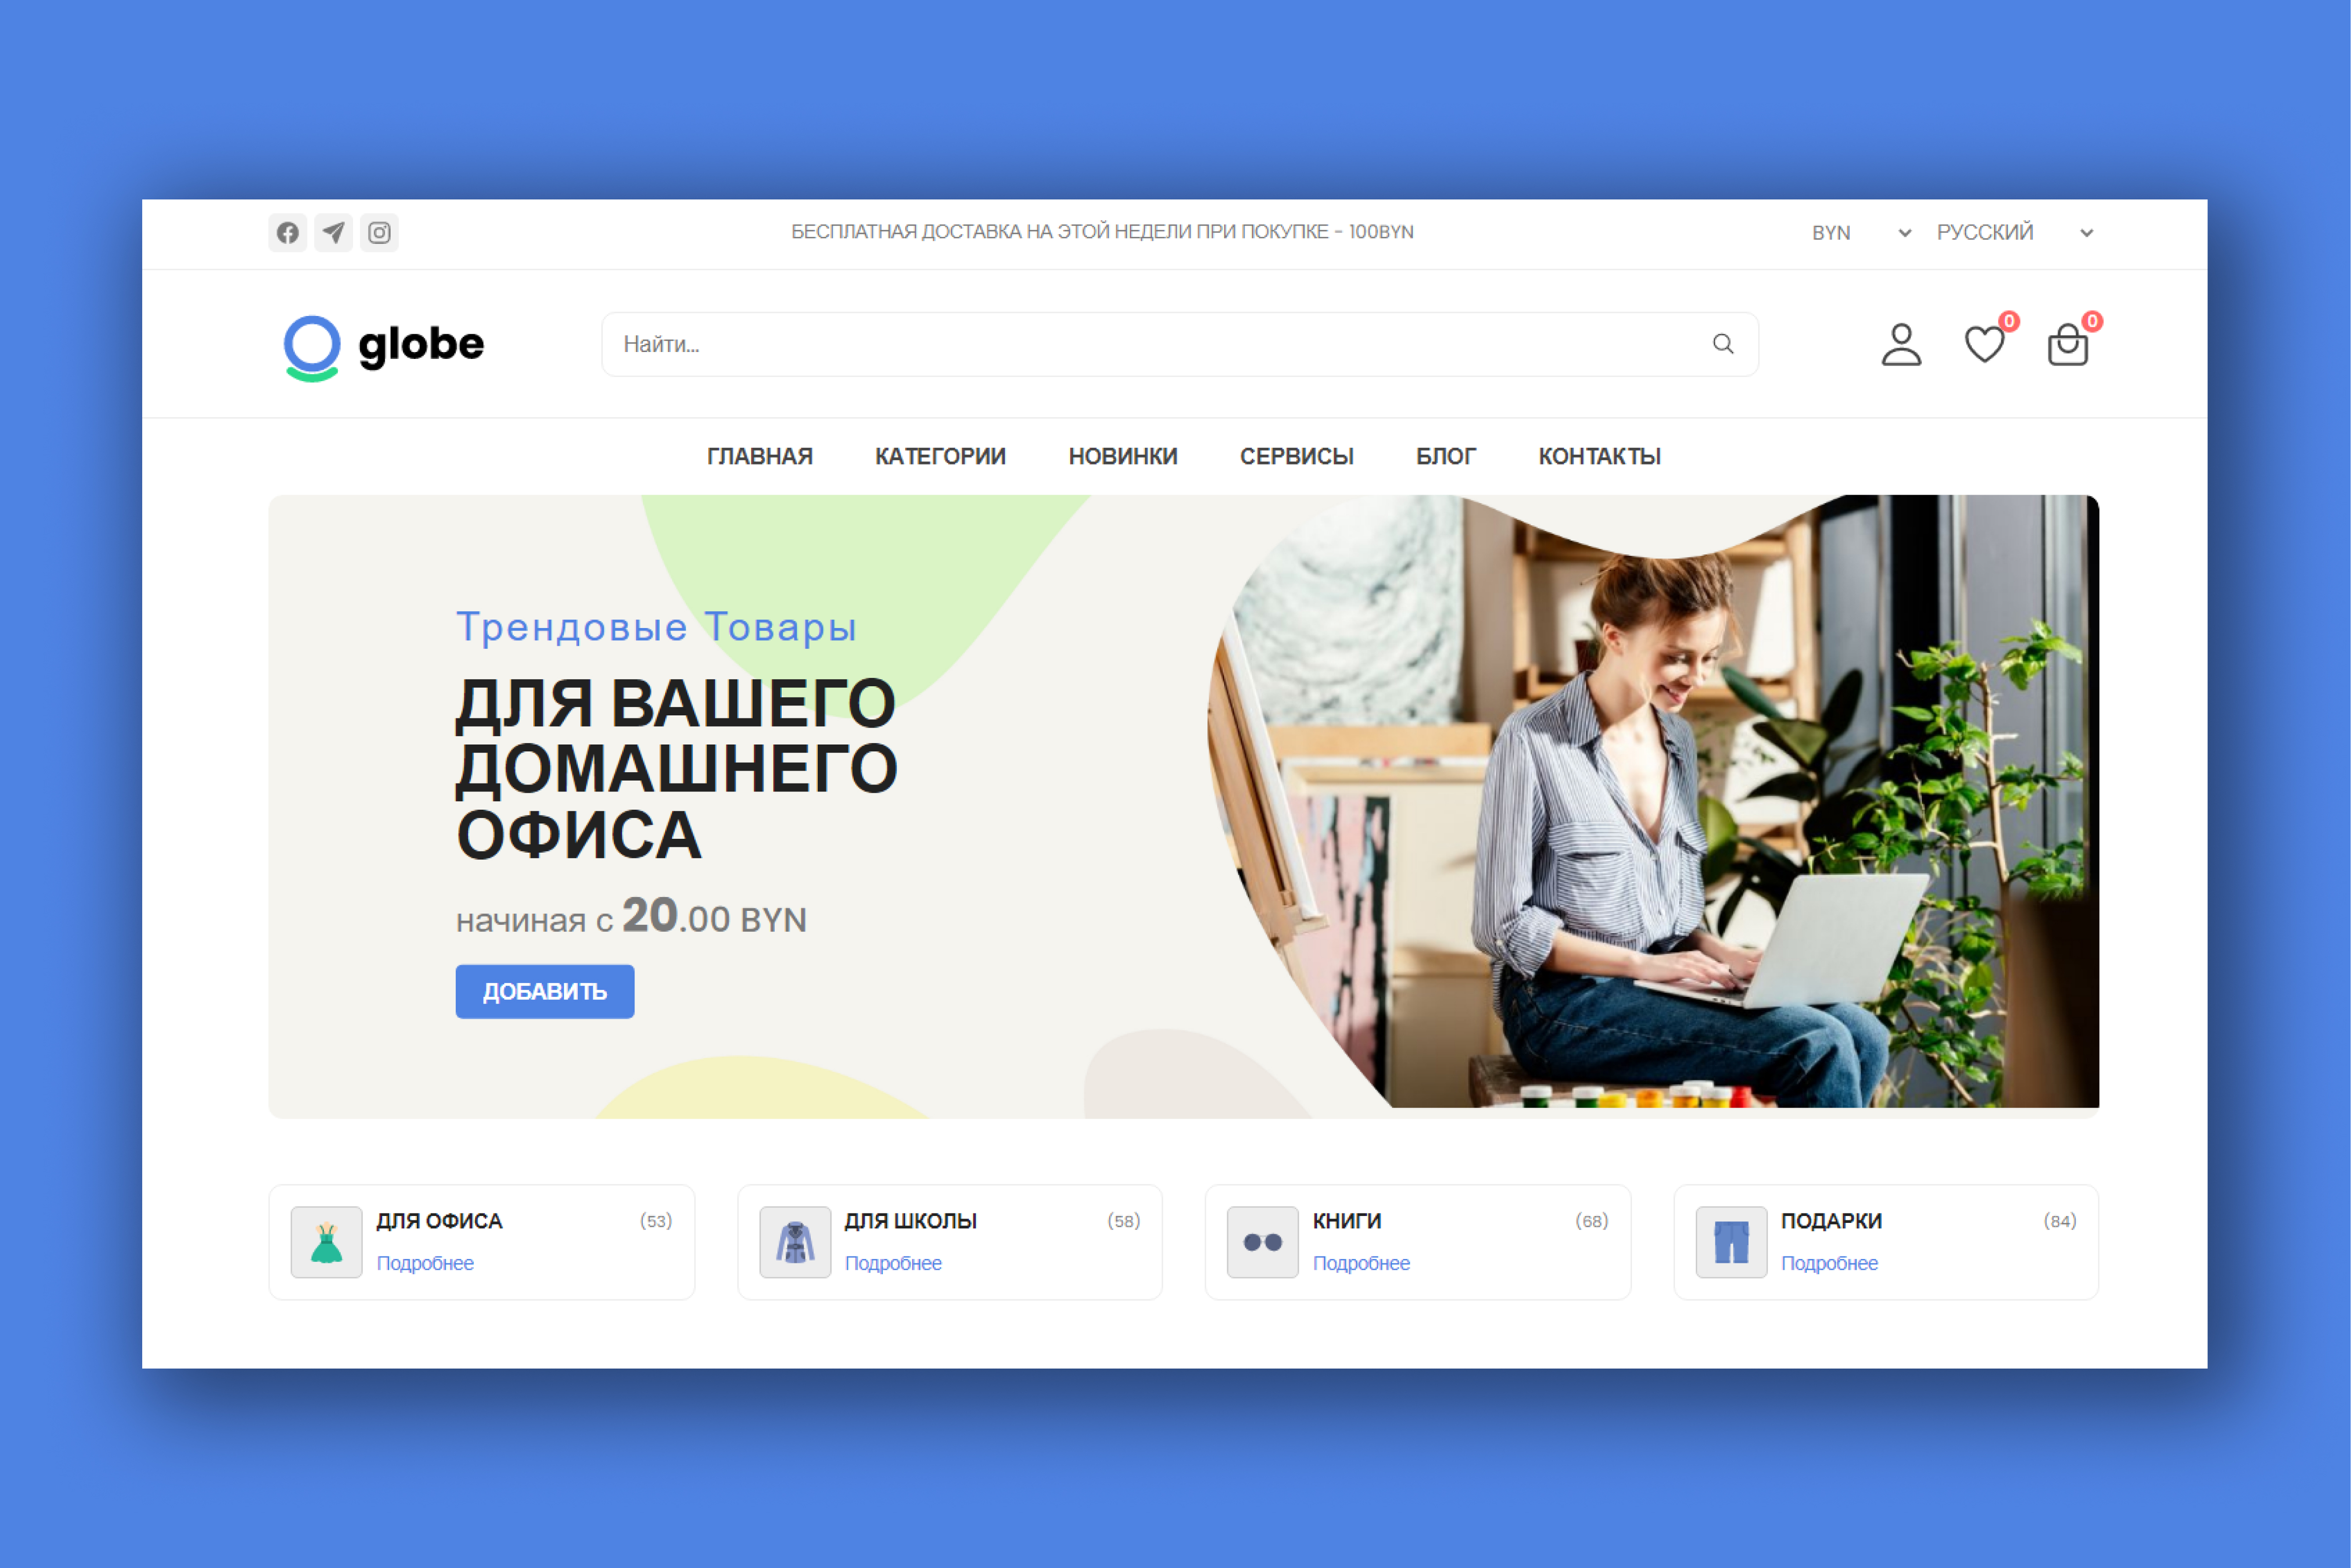 БЕСПЛАТНАЯ ДОСТАВКА НА ЭТОЙ НЕДЕЛИ ПРИ ПОКУПКЕ - 100BYN
BYN
РУССКИЙ
globe
Найти...
0
0
ГЛАВНАЯ
КАТЕГОРИИ
НОВИНКИ
СЕРВИСЫ
БЛОГ
КОНТАКТЫ
Трендовые Товары
ДЛЯ ВАШЕГО
ДОМАШНЕГО
ОФИСА
начиная с 20.00 BYN
ДОБАВИТЬ
ДЛЯ ОФИСА
(53)
Подробнее
ДЛЯ ШКОЛЫ
(58)
Подробнее
КНИГИ
(68)
Подробнее
ПОДАРКИ
(84)
Подробнее